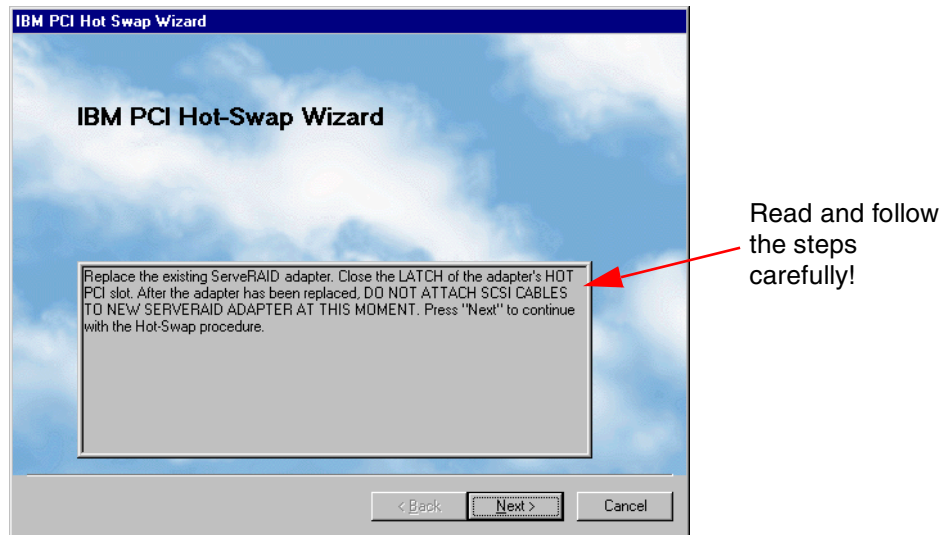 IBM PCI Hot Swap Wizard
IBM PCI Hot-Swap Wizard
Replace the existing ServeRAID adapter. Close the LATCH of the adapter's HOT
PCI slot. After the adapter has been replaced, DO NOT ATTACH SCSI CABLES
TO NEW SERVERAID ADAPTER AT THIS MOMENT. Press "Next" to continue
with the Hot-Swap procedure.
Read and follow
the steps
carefully!
< Back
Next >
Cancel